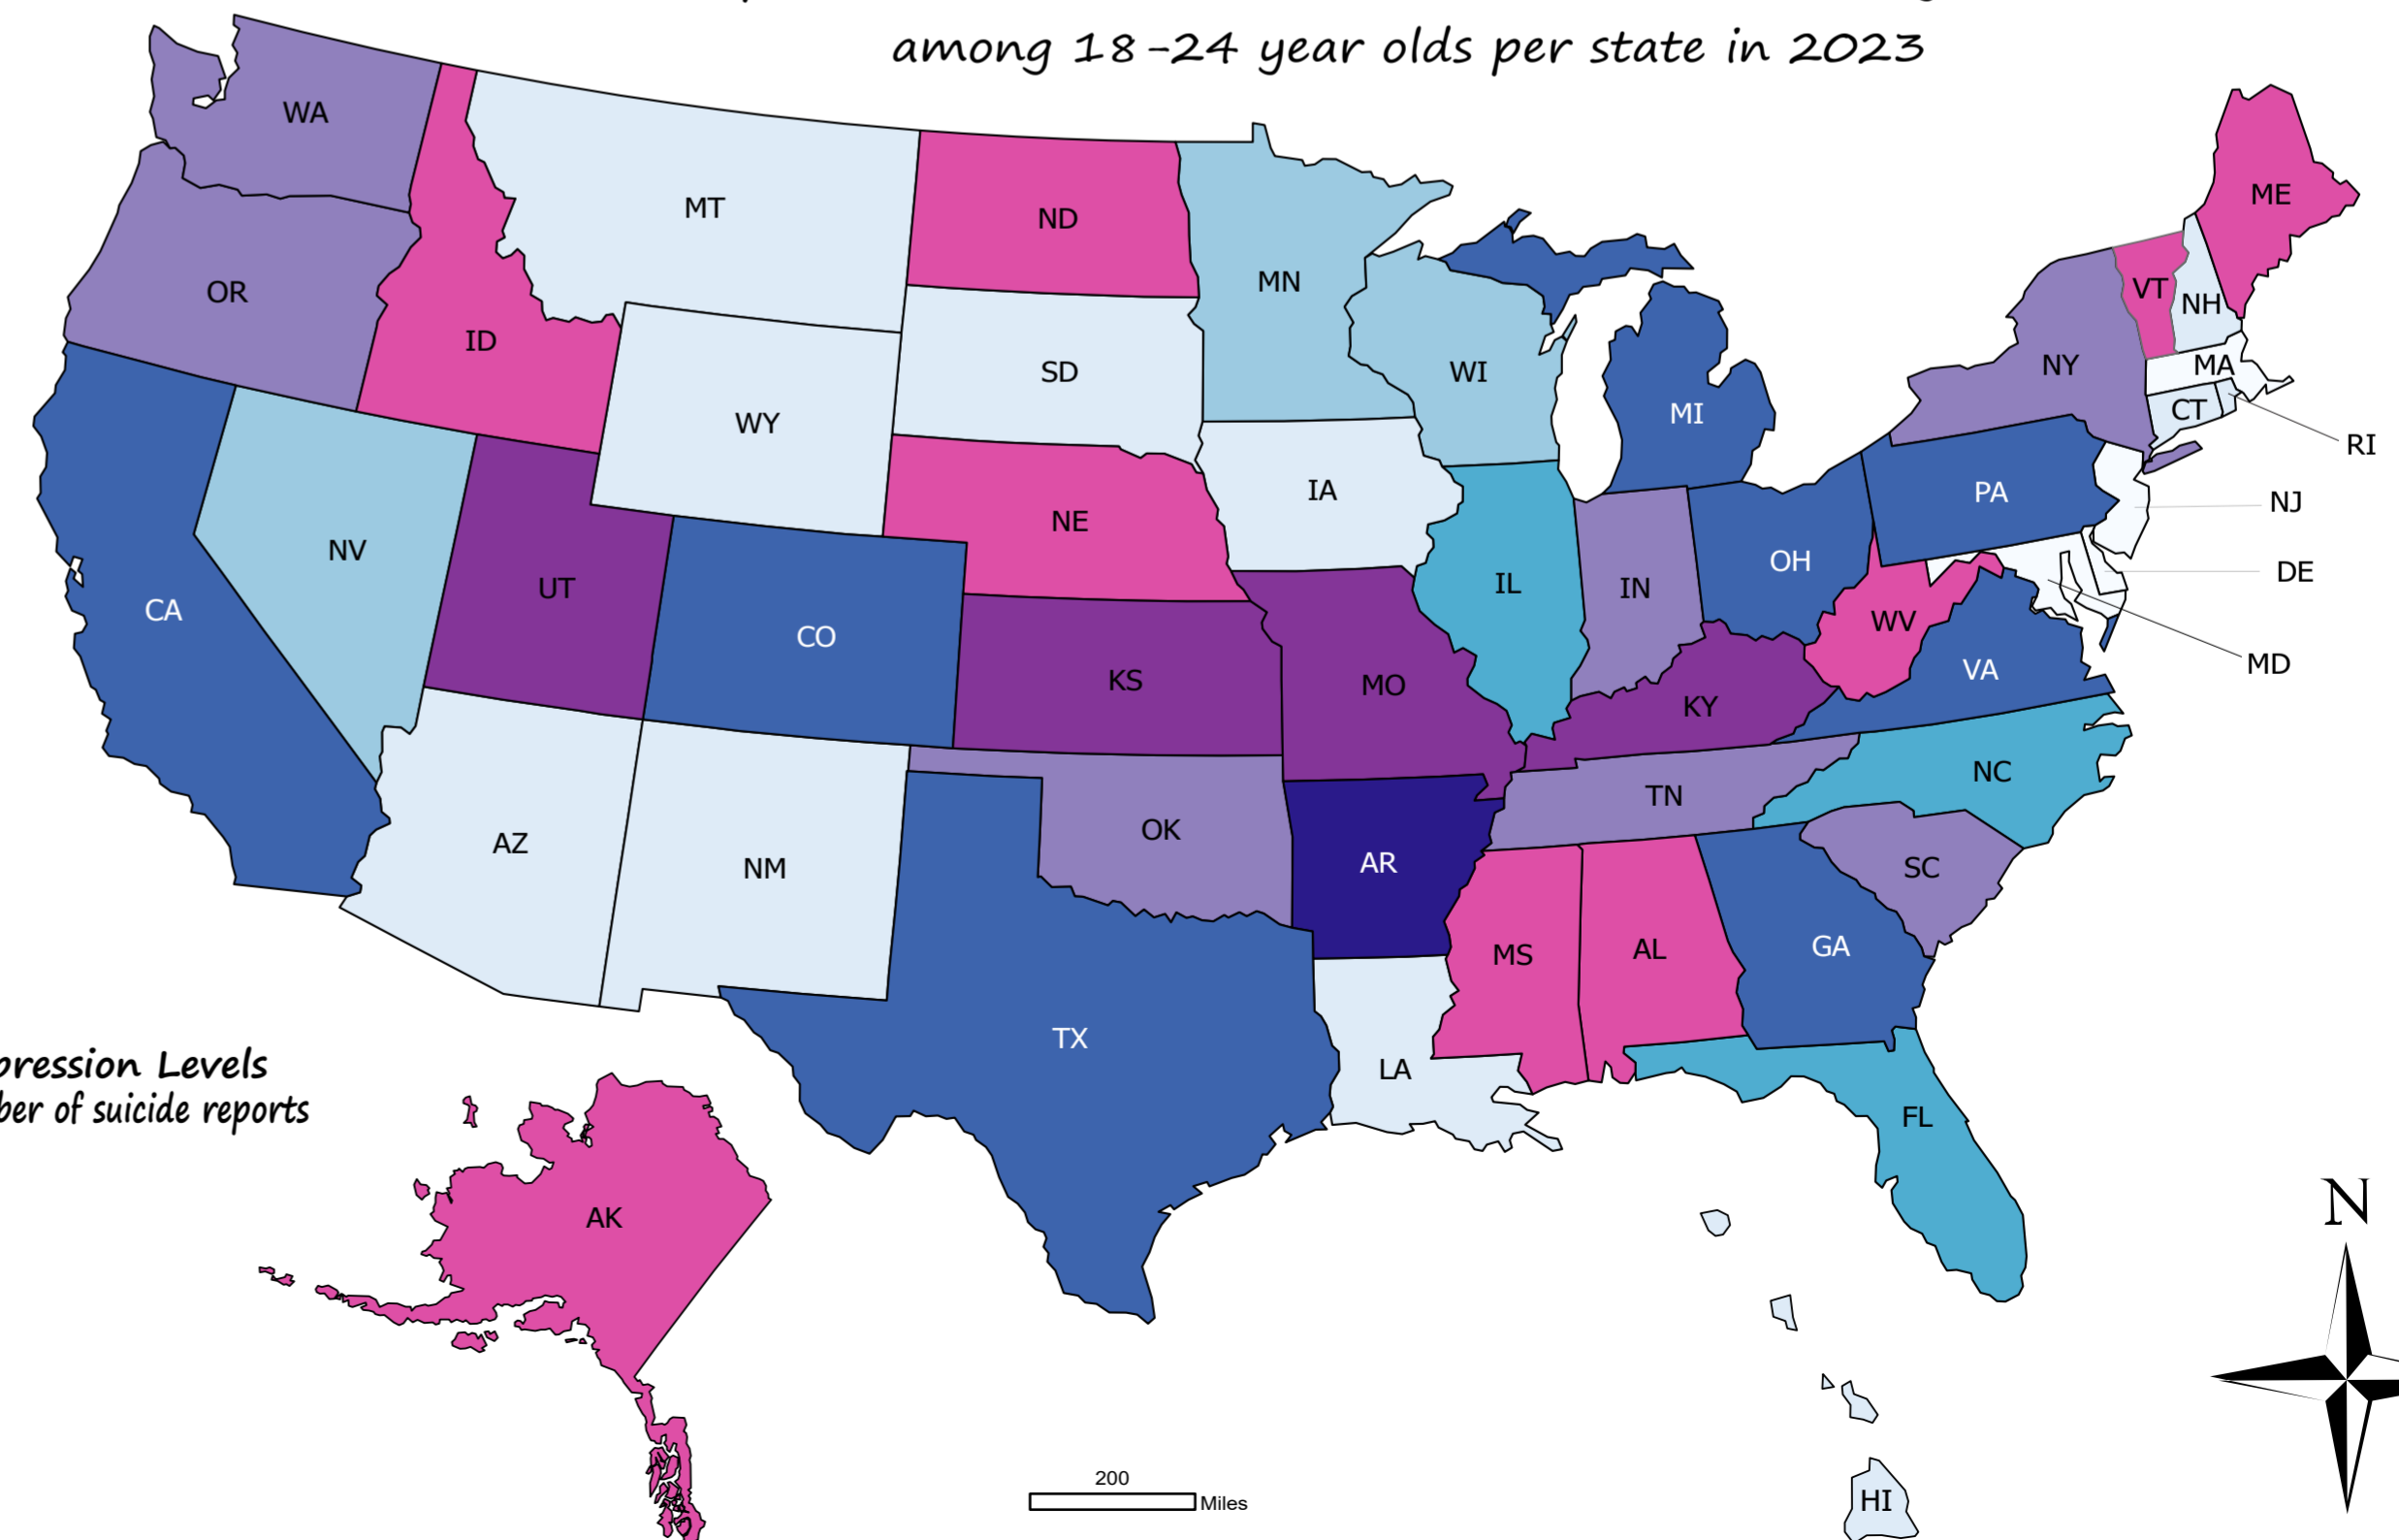 among 18-24 year olds per state in 2023
WA
MT
ND
ME
OR
MN
VT
NH
ID
SD
WI
NY
MA
WY
MI
CT
RI
IA
NE
PA
NJ
NV
UT
IL
IN
OH
DE
CA
CO
WV
MD
KS
MO
KY
VA
OK
TN
NC
AZ
NM
AR
SC
MS
AL
GA
TX
LA
pression Levels
ber of suicide reports
FL
AK
N
200
Miles
HI